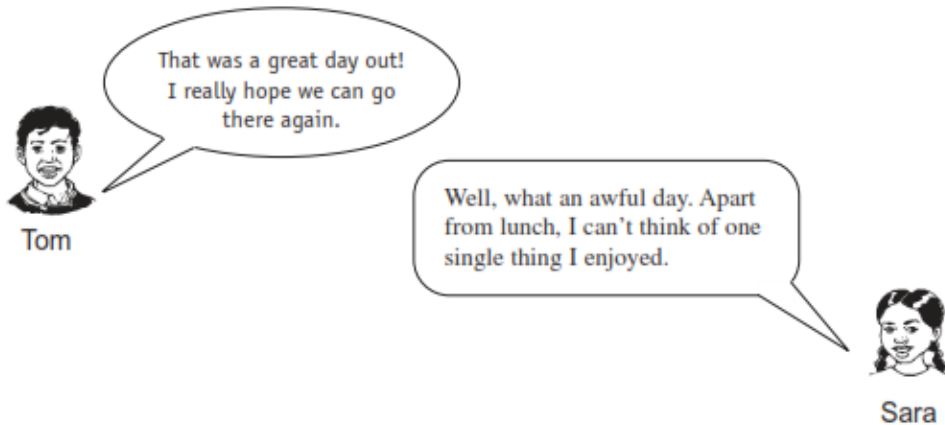 That was a great day out!
I really hope we can go
there again.
Tom
Well, what an awful day. Apart
from lunch, I can’t think of one
single thing I enjoyed.
Sara